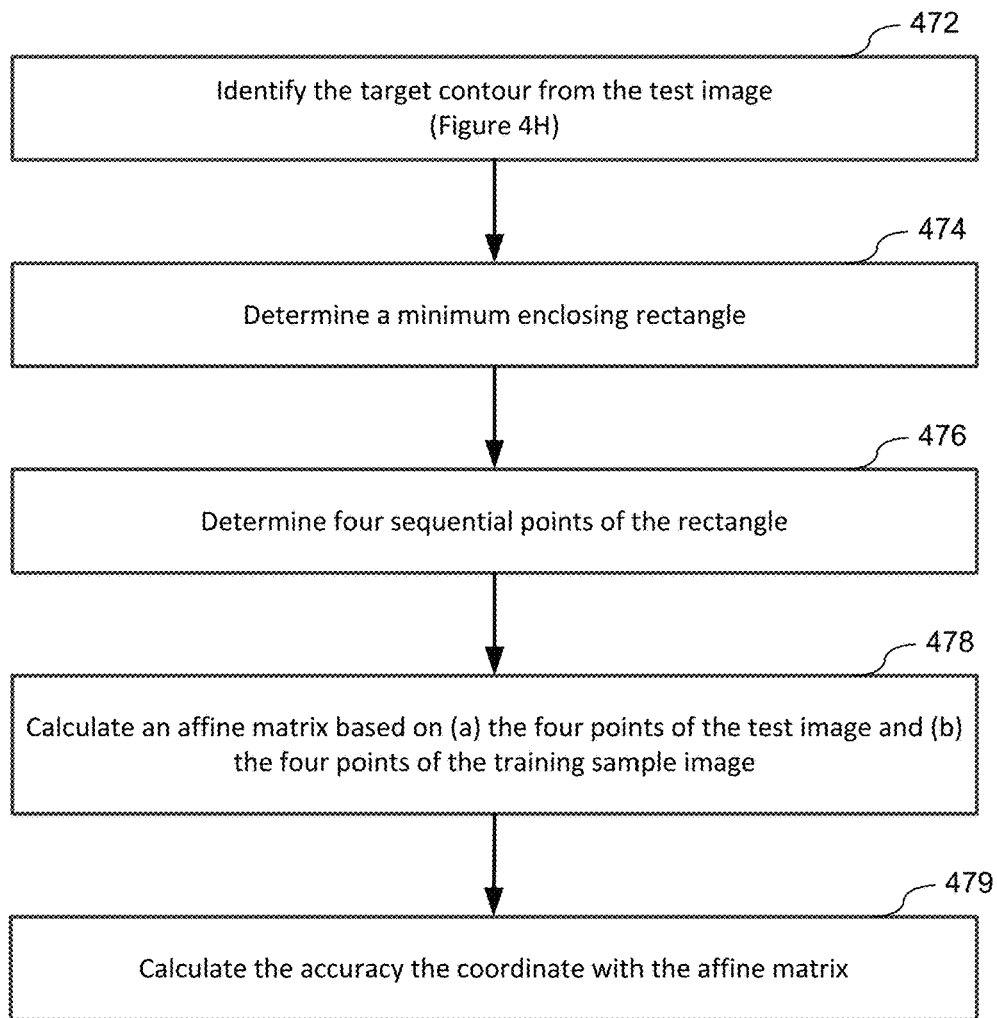 472
Identify the target contour from the test image
(Figure 4H)
474
Determine a minimum enclosing rectangle
476
Determine four sequential points of the rectangle
478
Calculate an affine matrix based on (a) the four points of the test image and (b)
the four points of the training sample image
479
Calculate the accuracy the coordinate with the affine matrix